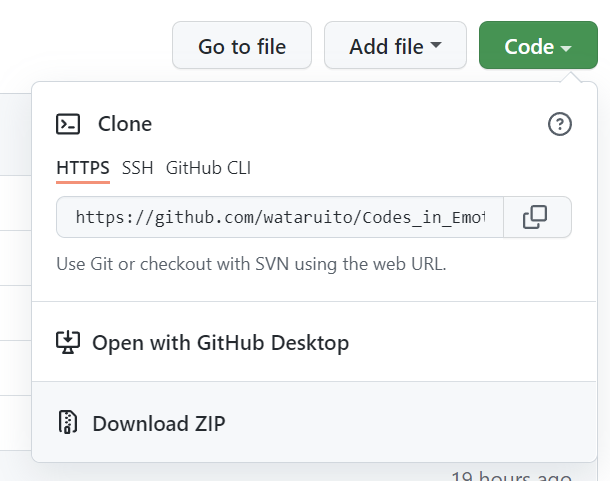 Go to file Add file Code
Clone
HTTPS SSH GitHub CLI
https://github.com/wataruito/Codes_in_Emot
Use Git or checkout with SVN using the web URL.
Open with GitHub Desktop
Download ZIP
19 hours ago